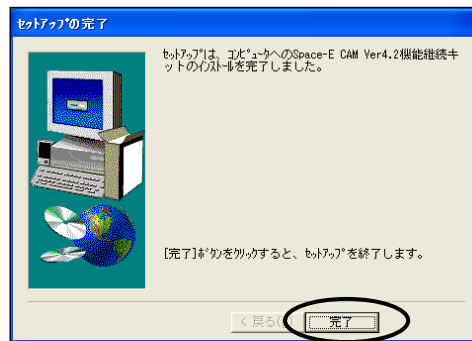 ｾｯﾄｱｯﾌﾟの完了
ｾｯﾄｱｯﾌﾟは、ｺﾝﾋﾟｭｰﾀへのSpace-E CAM Ver4.2機能継続キ
ットのｲﾝｽﾄｰﾙを完了しました。
[完了]ﾎﾞﾀﾝをｸﾘｯｸすると、ｾｯﾄｱｯﾌﾟを終了します。
< 戻る(
完了